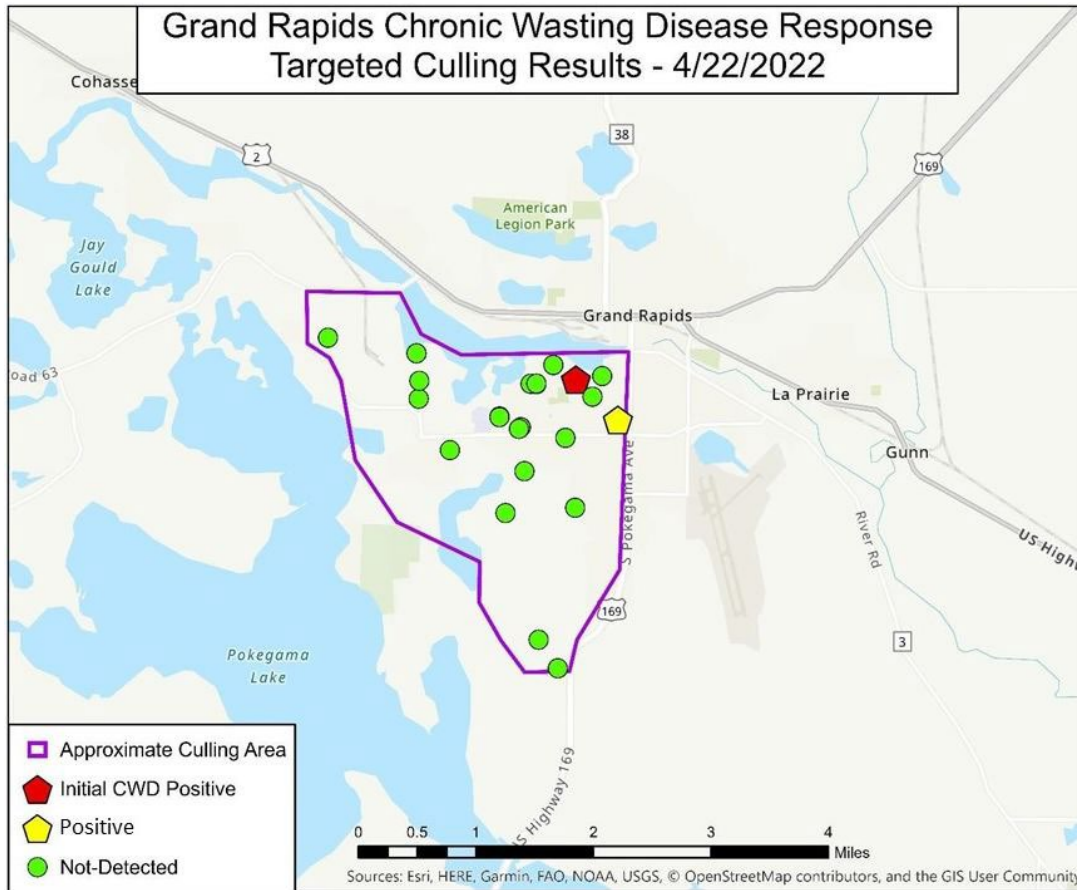 Grand Rapids Chronic Wasting Disease Response
Targeted Culling Results - 4/22/2022
Cohasse
38
2
169
American
Legion Park
Jay
Gould
Lake
Grand Rapids
oad 63
La Prairie
Gunn
S Pokegama Ave
River Rd
US High
169
3
Pokegama
Lake
US Highway 169
Approximate Culling Area
Initial CWD Positive
Positive
Not-Detected
0 0.5 1 2 3 4
Miles
Sources: Esri, HERE, Garmin, FAO, NOAA, USGS, © OpenStreetMap contributors, and the GIS User Community